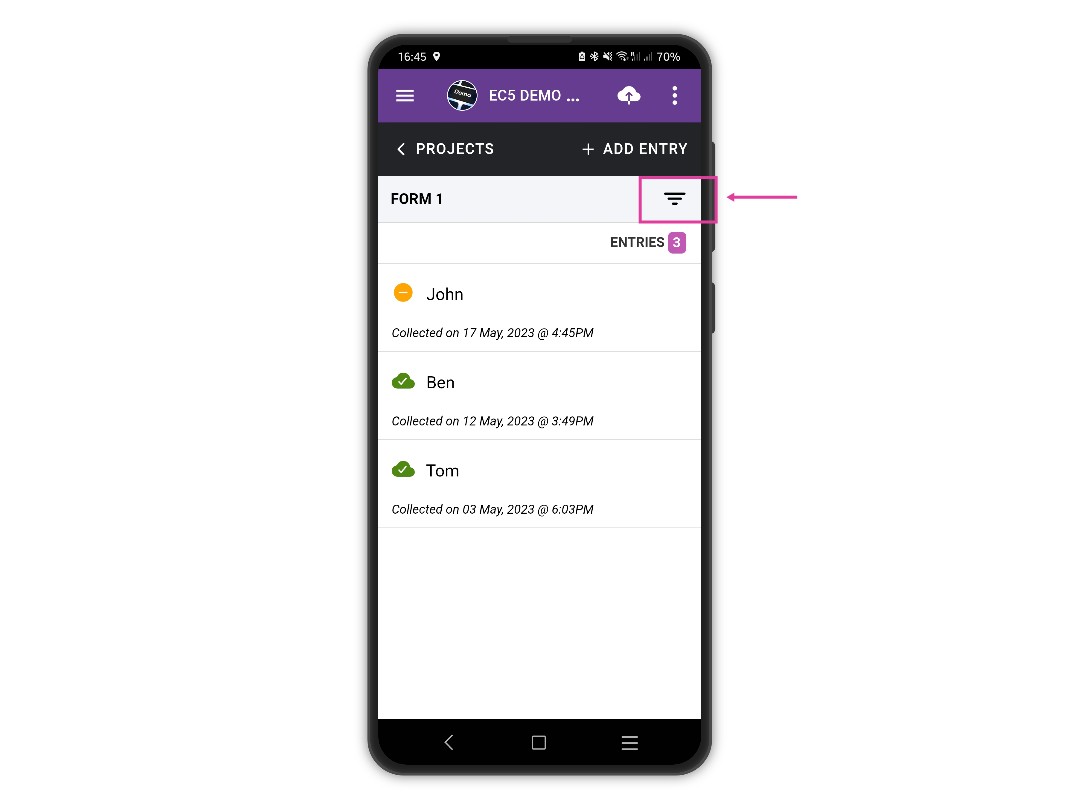 16:45 70%
Demo EC5 DEMO ...
PROJECTS + ADD ENTRY
FORM 1
ENTRIES 3
John
Collected on 17 May, 2023 @ 4:45PM
Ben
Collected on 12 May, 2023 @ 3:49PM
Tom
Collected on 03 May, 2023 @ 6:03PM